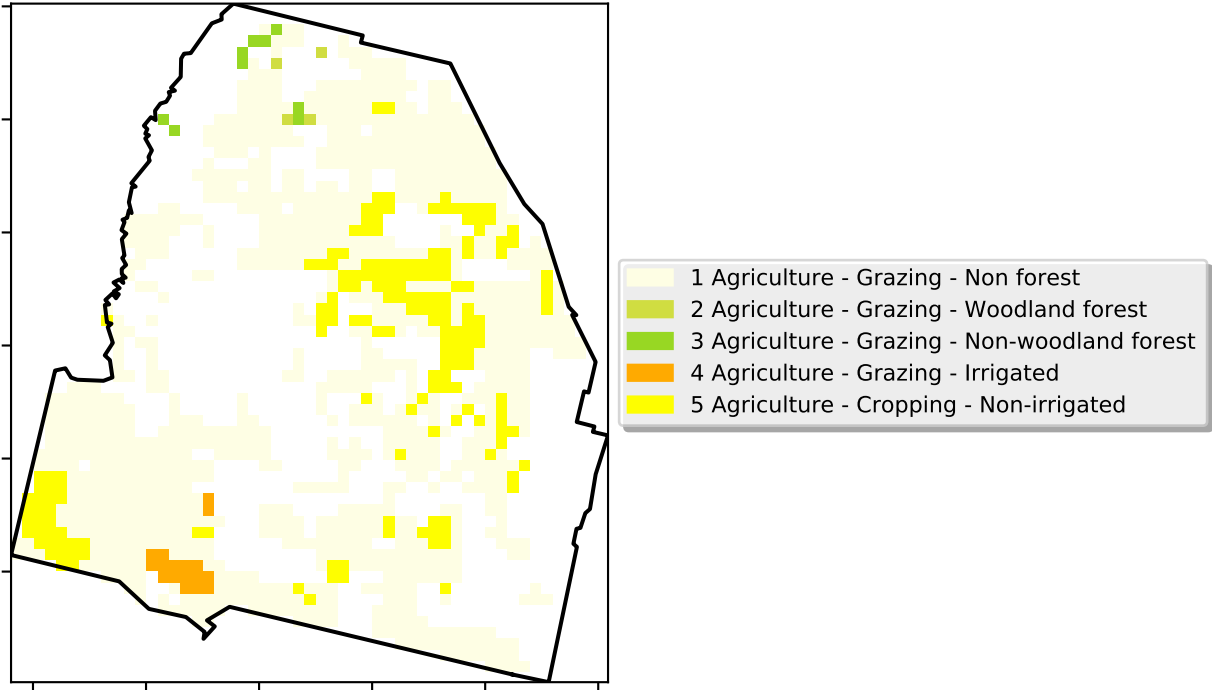 1 Agriculture - Grazing - Non forest
2 Agriculture - Grazing - Woodland forest
3 Agriculture - Grazing - Non-woodland forest
4 Agriculture - Grazing - Irrigated
5 Agriculture - Cropping - Non-irrigated